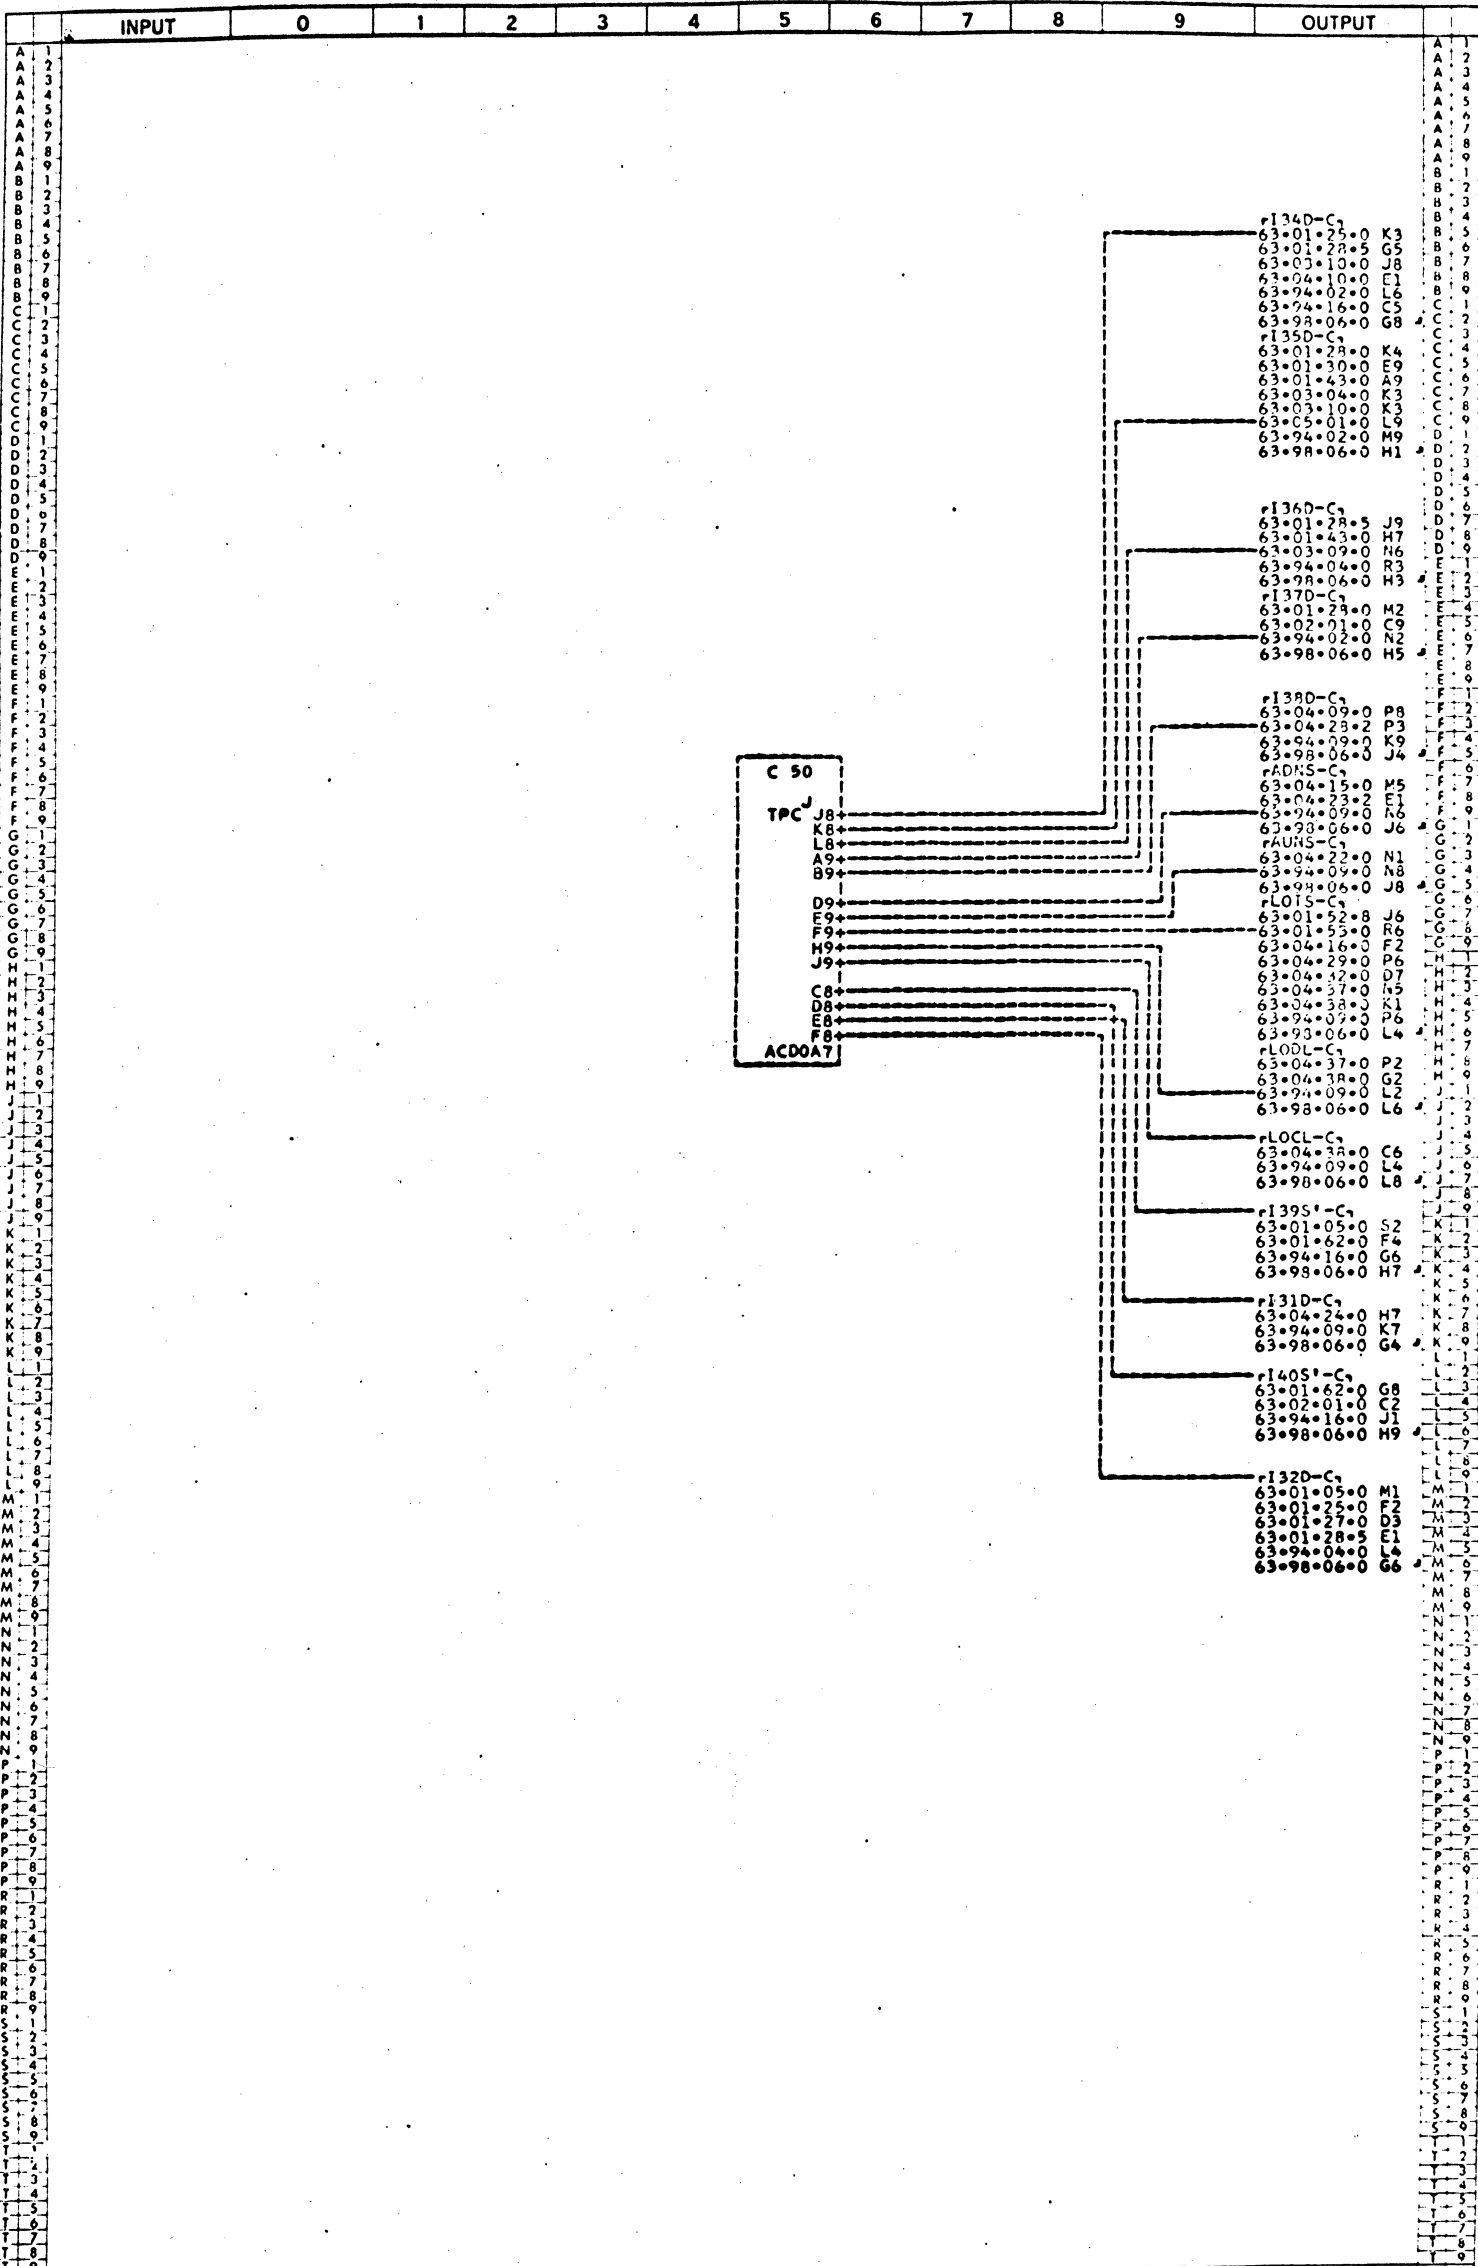 INPUT 0 1 2 3 4 5 6 7 8 9 OUTPUT
I34D-C
63•01•25•0 K3
63•01•28•5 G5
63•03•10•0 J8
63•04•10•0 E1
63•94•02•0 L6
63•94•16•0 C5
63•98•06•0 G8
I35D-C
63•01•28•0 K4
63•01•30•0 E9
63•01•43•0 A9
63•03•04•0 K3
63•03•10•0 K3
63•C5•01•0 L9
63•94•02•0 M9
63•98•06•0 H1
I36D-C
63•01•28•5 J9
63•01•43•0 H7
63•03•09•0 N6
63•94•04•0 R3
63•98•06•0 H3
I37D-C
63•01•28•0 M2
63•02•01•0 C9
63•94•02•0 N2
63•98•06•0 H5
I38D-C
63•04•09•0 P8
63•04•28•2 P3
63•94•09•0 K9
63•98•06•0 J4
ADNS-C
63•04•15•0 M5
63•04•23•2 E1
63•94•09•0 N6
63•98•06•0 J6
AUNS-C
63•04•22•0 N1
63•94•09•0 N8
63•98•06•0 J8
LOTS-C
63•01•52•8 J6
63•01•53•0 R6
63•04•16•0 F2
63•04•29•0 P6
63•04•32•0 D7
63•04•37•0 N5
63•04•38•0 K1
63•94•09•0 P6
63•98•06•0 L4
LODL-C
63•04•37•0 P2
63•04•38•0 G2
63•94•09•0 L2
63•98•06•0 L6
LOCL-C
63•04•38•0 C6
63•94•09•0 L4
63•98•06•0 L8
I39S'-C
63•01•05•0 S2
63•01•62•0 F4
63•94•16•0 G6
63•98•06•0 H7
I31D-C
63•04•24•0 H7
63•94•09•0 K7
63•98•06•0 G4
I40S'-C
63•01•62•0 G8
63•02•01•0 C2
63•94•16•0 J1
63•98•06•0 H9
I32D-C
63•01•05•0 M1
63•01•25•0 F2
63•01•27•0 D3
63•01•28•5 E1
63•94•04•0 L4
63•98•06•0 G6
C 50
J
TPC J8+
K8+
L8+
A9+
B9+
D9+
E9+
F9+
H9+
J9+
C8+
D8+
E8+
F8+
ACDOA7